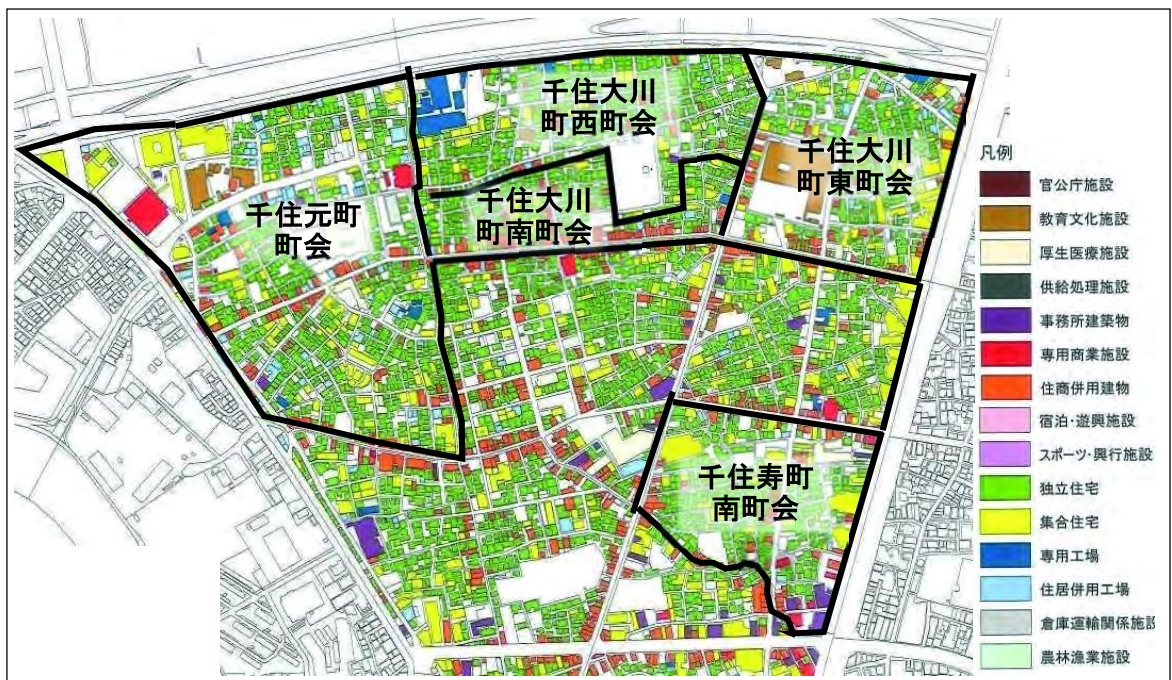 千住大川
町西町会
千住大川
町東町会
千住元町
町会
千住大川
町南町会
千住寿町
南町会
凡例
官公庁施設
教育文化施設
厚生医療施設
供給処理施設
事務所建築物
専用商業施設
住商併用建物
宿泊・遊興施設
スポーツ・興行施設
独立住宅
集合住宅
専用工場
住居併用工場
倉庫運輸関係施設
農林漁業施設